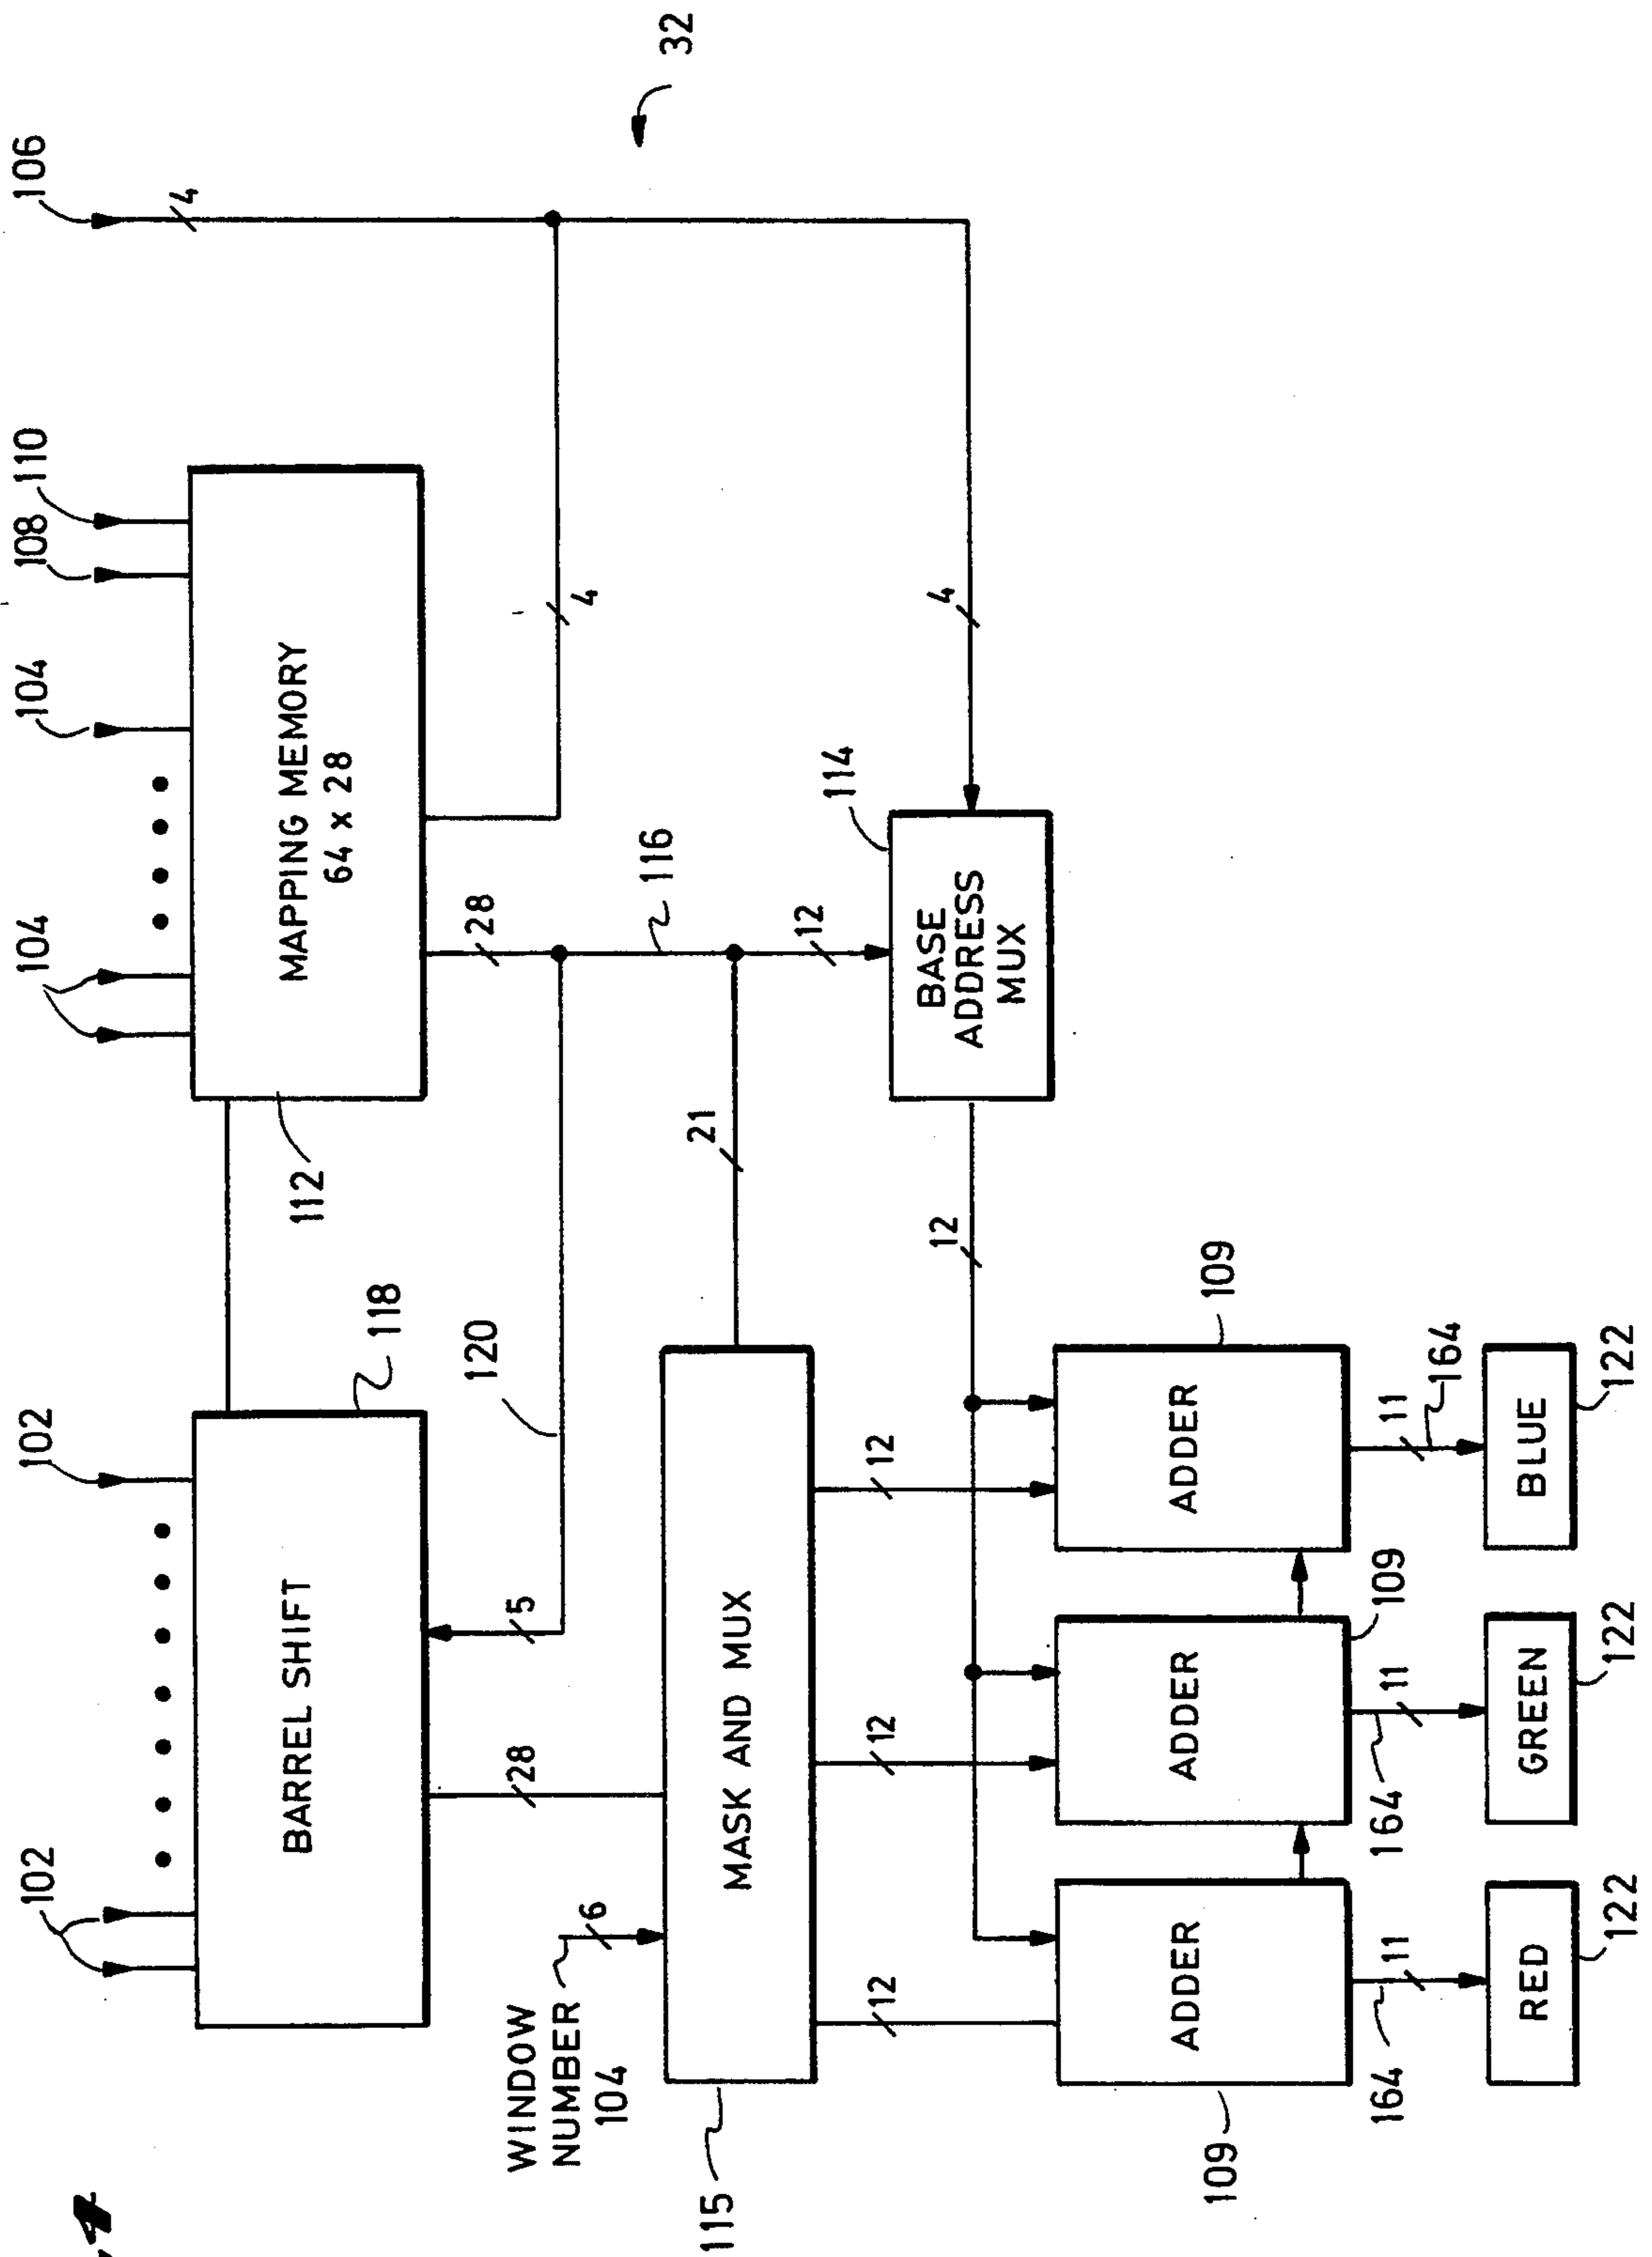 102
102
104
104
108
110
106
32
BARREL SHIFT
118
112
MAPPING MEMORY
64 x 28
4
28
5
120
28
116
4
WINDOW
NUMBER
104
6
115
MASK AND MUX
21
12
114
BASE
ADDRESS
MUX
4
12
12
12
12
109
ADDER
ADDER
109
ADDER
109
164
11
164
11
11
164
RED
122
GREEN
122
BLUE
122